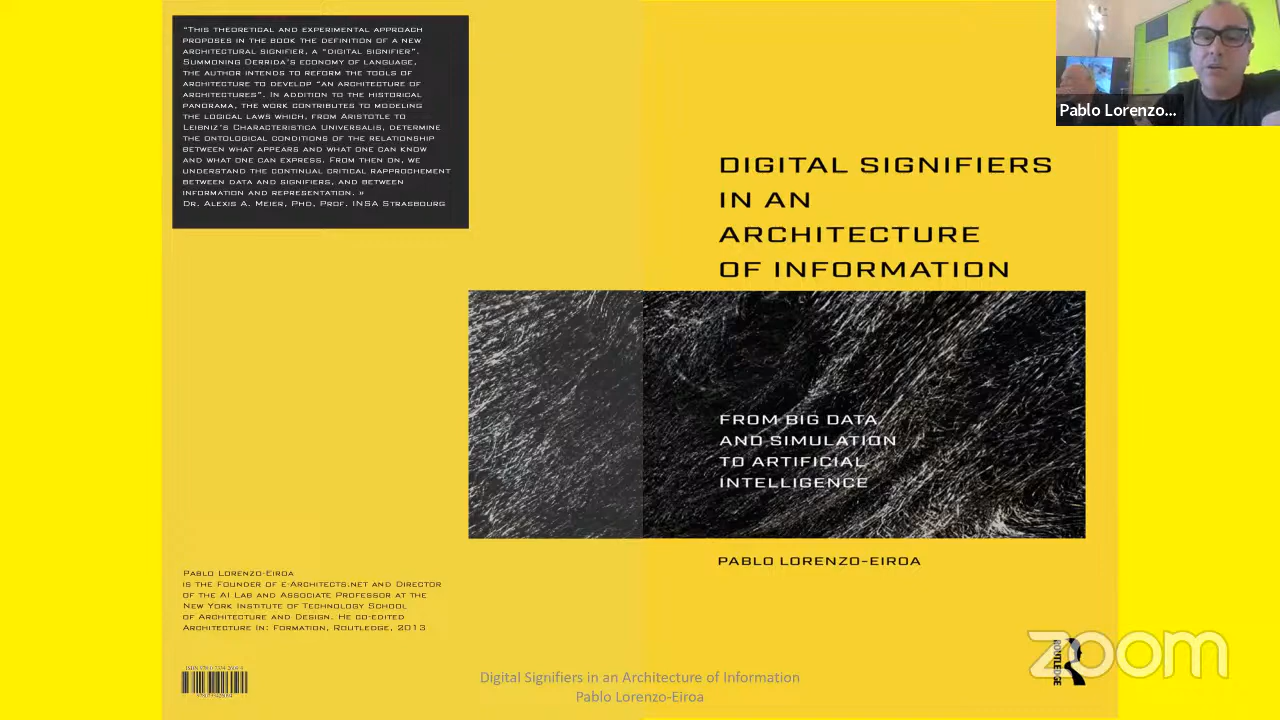 "This theoretical and experimental approach
proposes in the book the definition of a new
architectural signifier, a "digital signifier".
Summoning Derrida's economy of language,
the author intends to reform the tools of
architecture to develop "an architecture of
architectures". In addition to the historical
panorama, the work contributes to modeling
the logical laws which, from Aristotle to
Leibniz's Characteristica Universalis, determine
the ontological conditions of the relationship
between what appears and what one can know
and what one can express. From then on, we
understand the continual critical rapprochement
between data and signifiers, and between
information and representation. »
Dr. Alexis A. Meier, PhD, Prof. INSA Strasbourg
Pablo Lorenzo...
DIGITAL SIGNIFIERS
IN AN
ARCHITECTURE
OF INFORMATION
FROM BIG DATA
AND SIMULATION
TO ARTIFICIAL
INTELLIGENCE
PABLO LORENZO-EIROA
Pablo Lorenzo-Eiroa
is the Founder of e-Architects.net and Director
of the AI Lab and Associate Professor at the
New York Institute of Technology School
of Architecture and Design. He co-edited
Architecture In: Formation, Routledge, 2013
Digital Signifiers in an Architecture of Information
Pablo Lorenzo-Eiroa
ROUTLEDGE
zoom